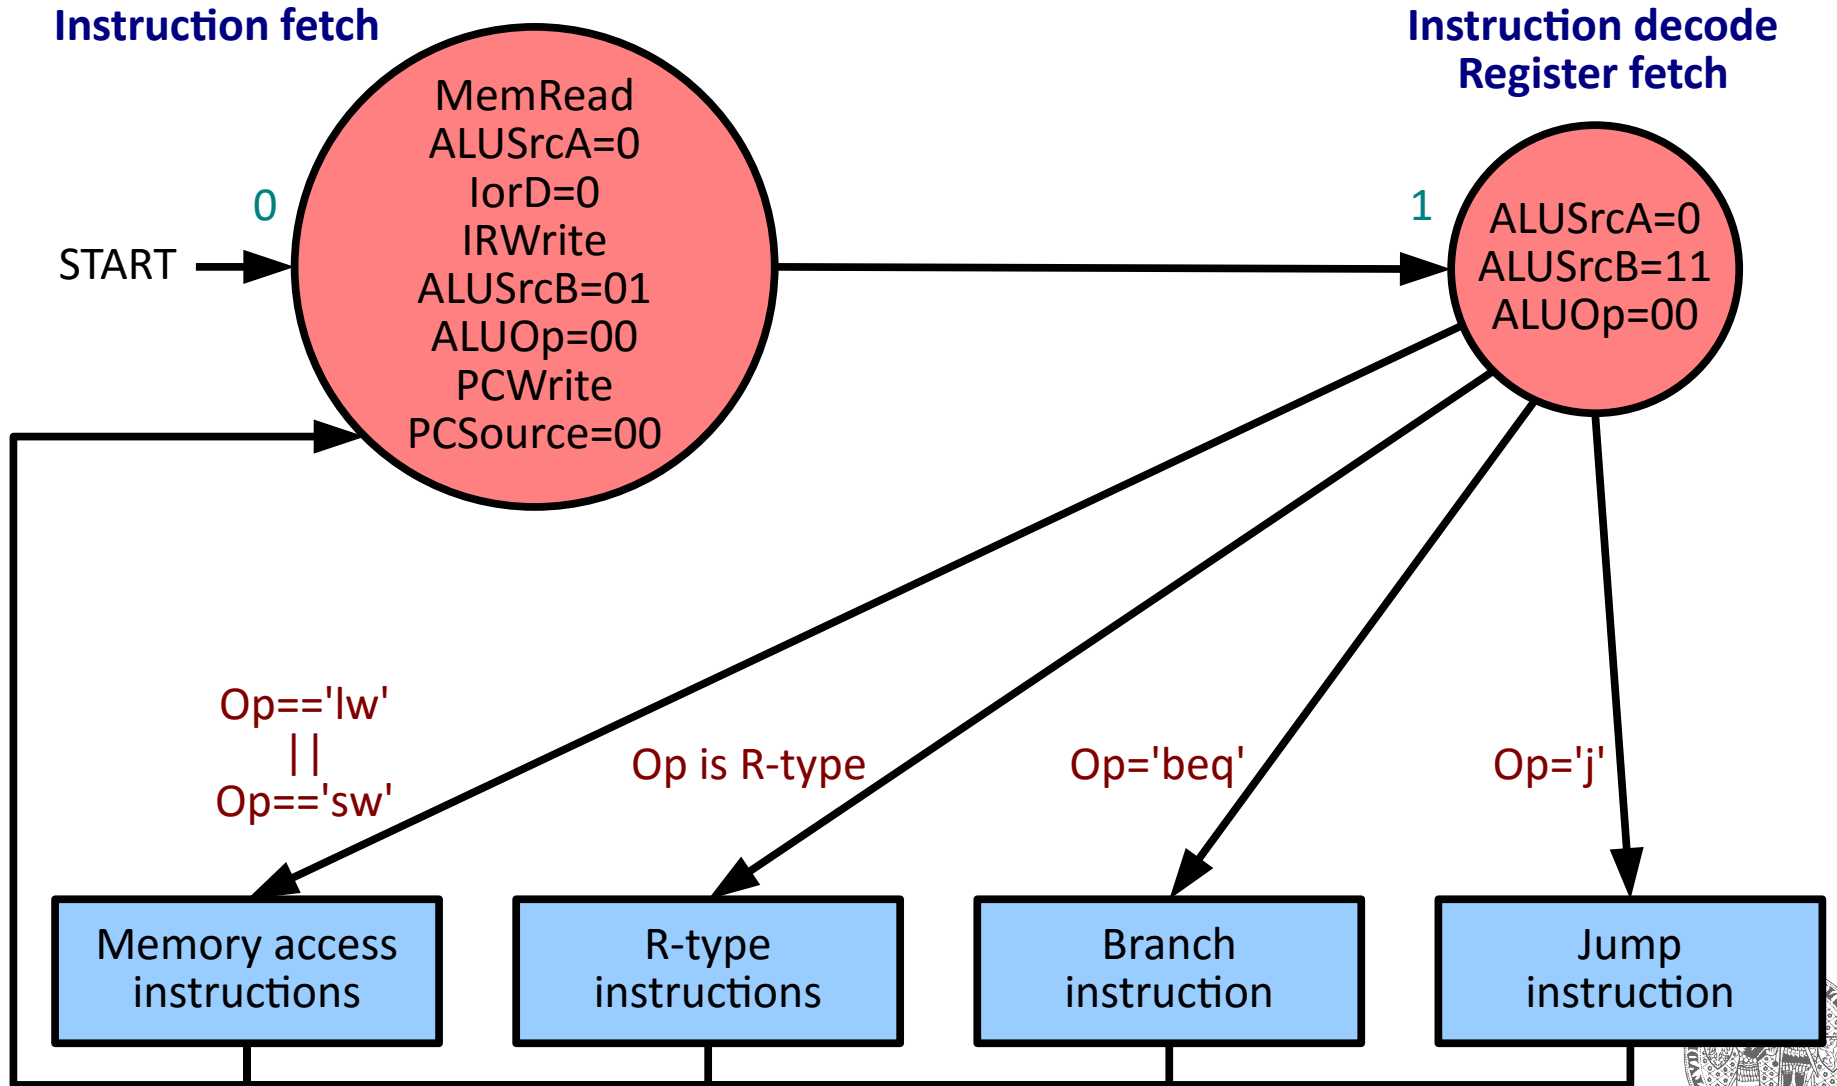 Instruction fetch
Instruction decode
Register fetch
MemRead
ALUSrcA=0
IorD=0
IRWrite
ALUSrcB=01
ALUOp=00
PCWrite
PCSource=00
0
START
1
ALUSrcA=0
ALUSrcB=11
ALUOp=00
Op=='lw'
||
Op=='sw'
Op is R-type
Op='beq'
Op='j'
Memory access
instructions
R-type
instructions
Branch
instruction
Jump
instruction